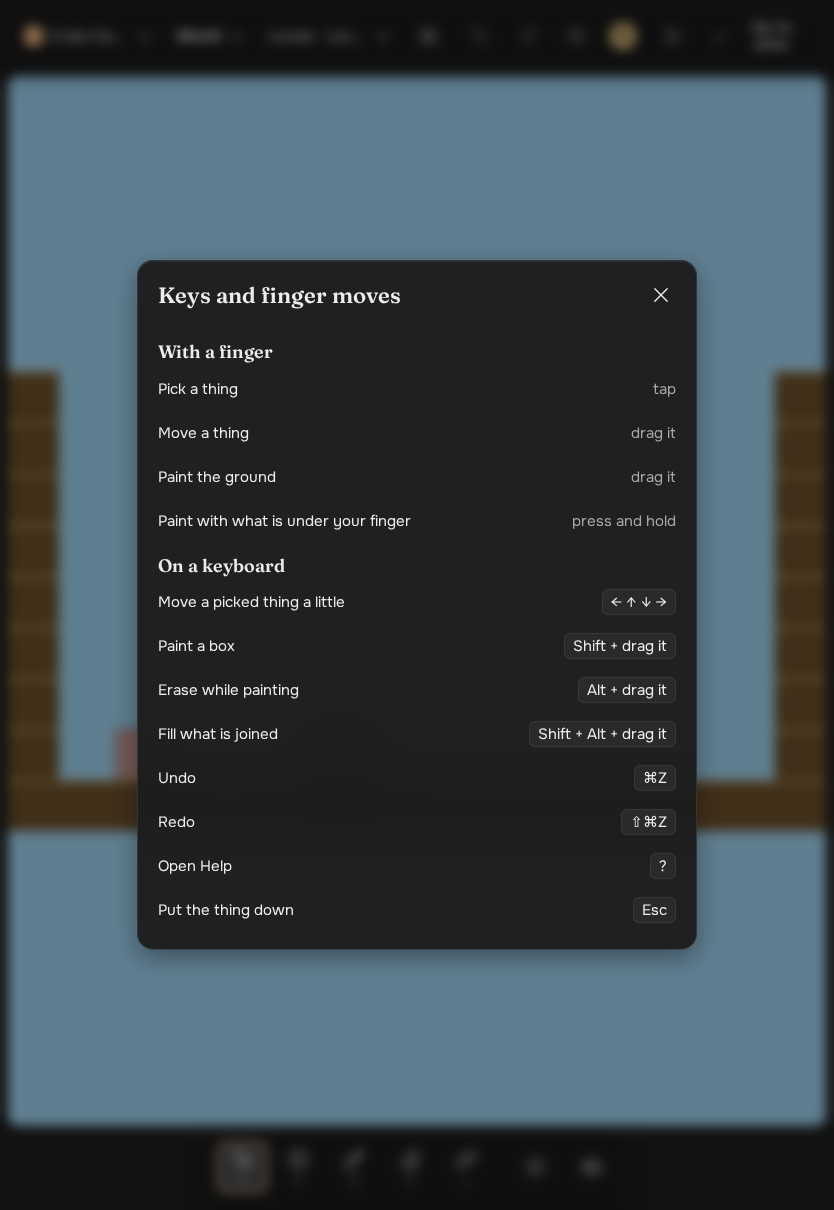 Keys and finger moves
With a finger
Pick a thing tap
Move a thing drag it
Paint the ground drag it
Paint with what is under your finger press and hold
On a keyboard
Move a picked thing a little ← ↑ ↓ →
Paint a box Shift + drag it
Erase while painting Alt + drag it
Fill what is joined Shift + Alt + drag it
Undo ⌘Z
Redo ⇧⌘Z
Open Help ?
Put the thing down Esc